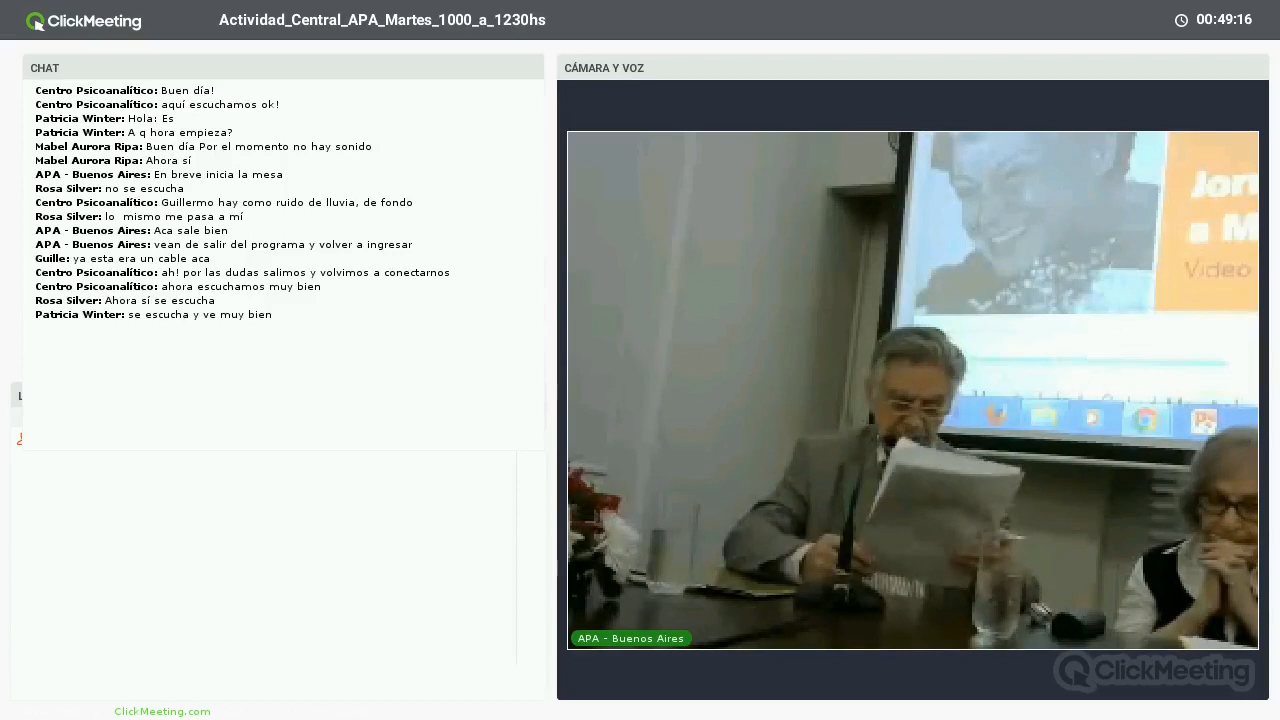 ClickMeeting
Actividad_Central_APA_Martes_1000_a_1230hs
00:49:16
CHAT
Centro Psicoanalítico: Buen día!
Centro Psicoanalítico: aquí escuchamos ok!
Patricia Winter: Hola: Es
Patricia Winter: A q hora empieza?
Mabel Aurora Ripa: Buen día Por el momento no hay sonido
Mabel Aurora Ripa: Ahora sí
APA - Buenos Aires: En breve inicia la mesa
Rosa Silver: no se escucha
Centro Psicoanalítico: Guillermo hay como ruido de lluvia, de fondo
Rosa Silver: lo mismo me pasa a mí
APA - Buenos Aires: Aca sale bien
APA - Buenos Aires: vean de salir del programa y volver a ingresar
Guille: ya esta era un cable aca
Centro Psicoanalítico: ah! por las dudas salimos y volvimos a conectarnos
Centro Psicoanalítico: ahora escuchamos muy bien
Rosa Silver: Ahora sí se escucha
Patricia Winter: se escucha y ve muy bien
L
ClickMeeting.com
CÁMARA Y VOZ
Jor
a M
Video
APA - Buenos Aires
ClickMeeting